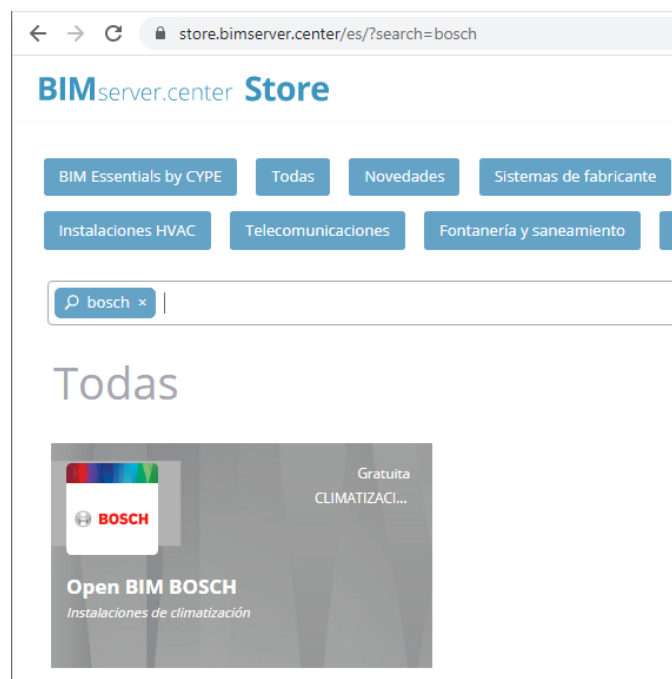 store.bimserver.center/es/?search=bosch
BIMserver.center Store
BIM Essentials by CYPE Todas Novedades Sistemas de fabricante
Instalaciones HVAC Telecomunicaciones Fontanería y saneamiento
bosch ×
Todas
Gratuita
CLIMATIZACI...
BOSCH
Open BIM BOSCH
Instalaciones de climatización